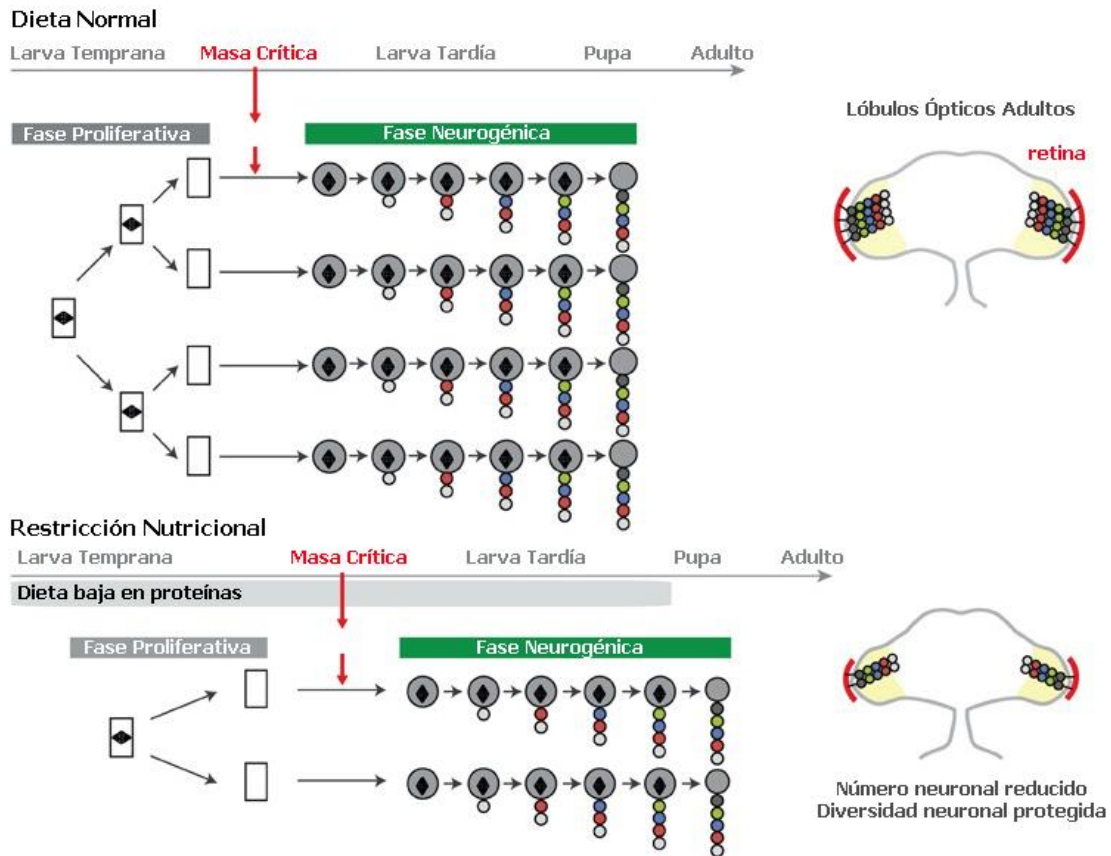 Dieta Normal
Larva Temprana Masa Crítica Larva Tardía Pupa Adulto
Fase Proliferativa Fase Neurogénica
Lóbulos Ópticos Adultos
retina
Restricción Nutricional
Larva Temprana Masa Crítica Larva Tardía Pupa Adulto
Dieta baja en proteínas
Fase Proliferativa Fase Neurogénica
Número neuronal reducido
Diversidad neuronal protegida